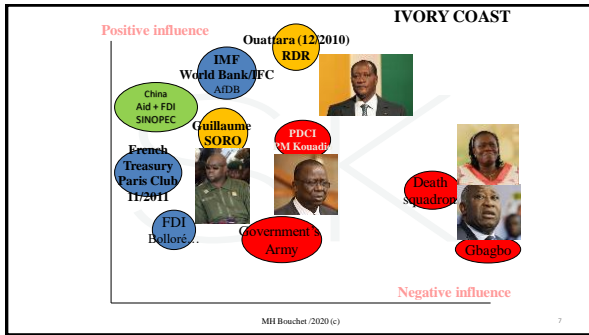 IVORY COAST
Positive influence
Ouattara (12/2010)
RDR
IMF
World Bank/IFC
AfDB
China
Aid + FDI
SINOPEC
Guillaume
SORO
PDCI
PM Kouadio
French
Treasury
Paris Club
11/2011
Death
squadron
FDI
Bolloré…
Government's
Army
Gbagbo
Negative influence
MH Bouchet /2020 (c)
7